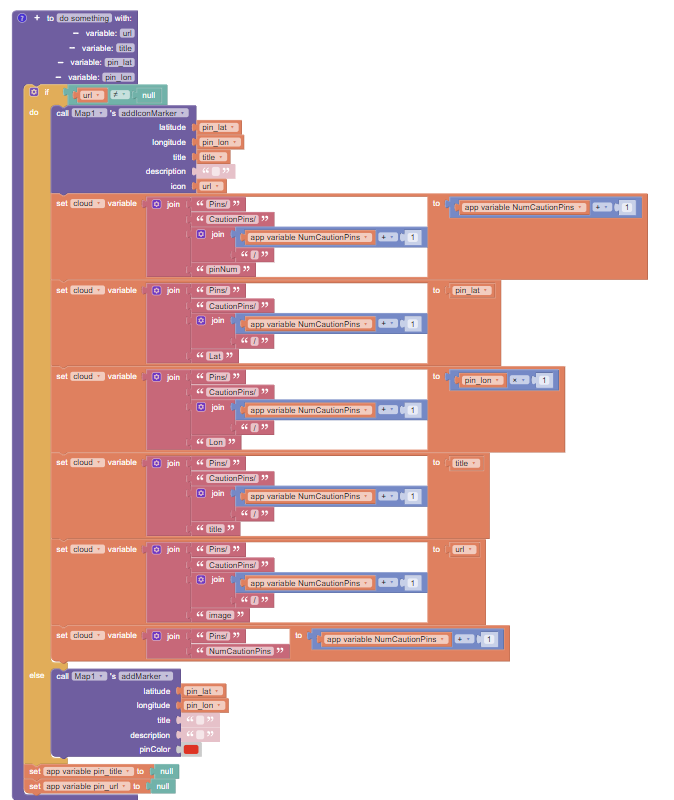 ? + to do something with:
− variable: url
− variable: title
− variable: pin_lat
− variable: pin_lon
if url ≠ null
do call Map1 's addIconMarker
latitude pin_lat
longitude pin_lon
title title
description “ ”
icon url
set cloud variable join “ Pins/ ” to app variable NumCautionPins + 1
“ CautionPins/ ”
join app variable NumCautionPins + 1
“ / ”
“ pinNum ”
set cloud variable join “ Pins/ ” to pin_lat
“ CautionPins/ ”
join app variable NumCautionPins + 1
“ / ”
“ Lat ”
set cloud variable join “ Pins/ ” to pin_lon × 1
“ CautionPins/ ”
join app variable NumCautionPins + 1
“ / ”
“ Lon ”
set cloud variable join “ Pins/ ” to title
“ CautionPins/ ”
join app variable NumCautionPins + 1
“ / ”
“ title ”
set cloud variable join “ Pins/ ” to url
“ CautionPins/ ”
join app variable NumCautionPins + 1
“ / ”
“ image ”
set cloud variable join “ Pins/ ” to app variable NumCautionPins + 1
“ NumCautionPins ”
else call Map1 's addMarker
latitude pin_lat
longitude pin_lon
title “ ”
description “ ”
pinColor
set app variable pin_title to null
set app variable pin_url to null